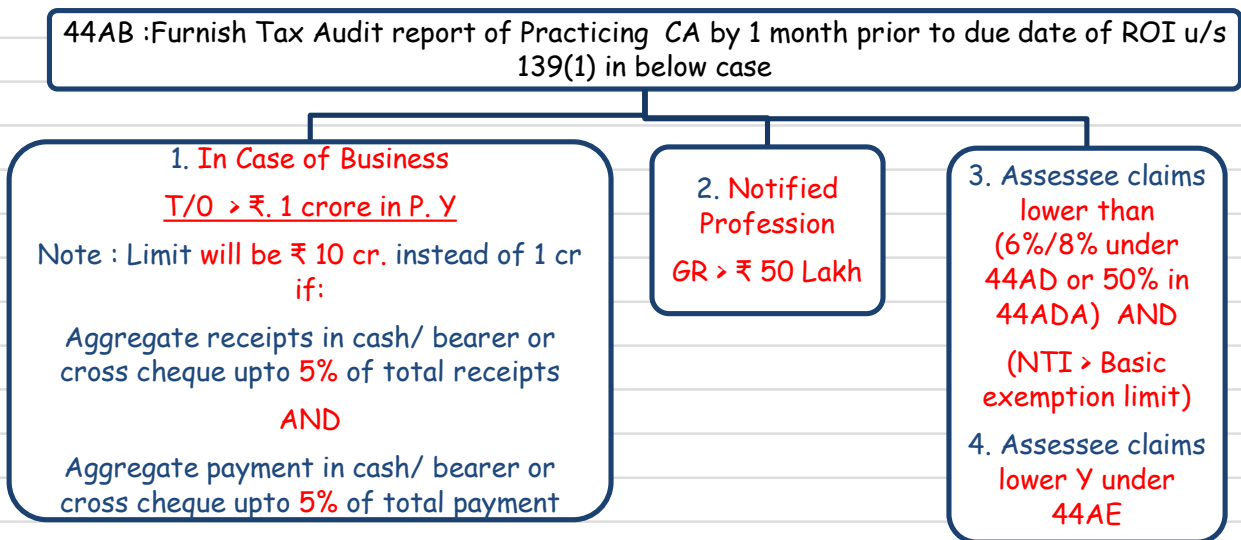 44AB :Furnish Tax Audit report of Practicing CA by 1 month prior to due date of ROI u/s
139(1) in below case
1. In Case of Business
T/O > ₹. 1 crore in P. Y
Note : Limit will be ₹ 10 cr. instead of 1 cr
if:
Aggregate receipts in cash/ bearer or
cross cheque upto 5% of total receipts
AND
Aggregate payment in cash/ bearer or
cross cheque upto 5% of total payment
2. Notified
Profession
GR > ₹ 50 Lakh
3. Assessee claims
lower than
(6%/8% under
44AD or 50% in
44ADA) AND
(NTI > Basic
exemption limit)
4. Assessee claims
lower Y under
44AE